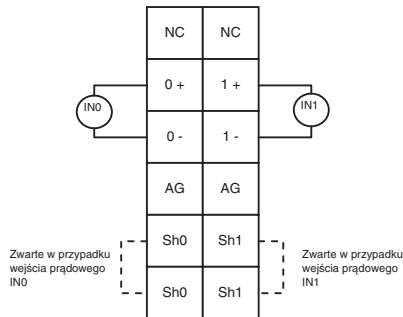 NC NC
IN0 0 + 1 + IN1
0 - 1 -
AG AG
Sh0 Sh1
Zwarte w przypadku
wejścia prądowego
IN0
Zwarte w przypadku
wejścia prądowego
IN1
Sh0 Sh1